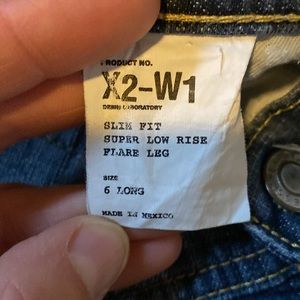 PRODUCT NO.
X2-W1
DENIM LABORATORY
SLIM FIT
SUPER LOW RISE
FLARE LEG
SIZE
6 LONG
MADE IN MEXICO